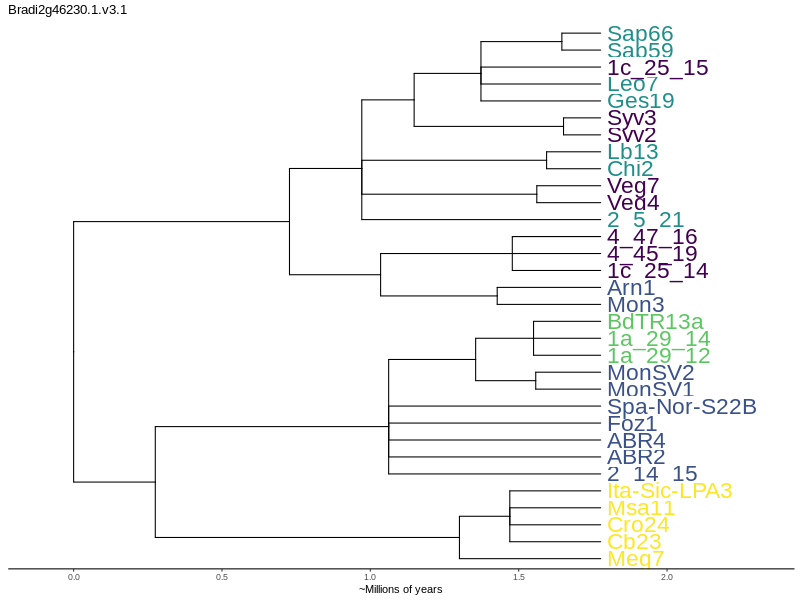 Bradi2g46230.1.v3.1
Sap66
Sab59
1c_25_15
Leo7
Ges19
Syv3
Syv2
Lb13
Chi2
Veg7
Veg4
2_5_21
4_47_16
4_45_19
1c_25_14
Arn1
Mon3
BdTR13a
1a_29_14
1a_29_12
MonSV2
MonSV1
Spa-Nor-S22B
Foz1
ABR4
ABR2
2_14_15
Ita-Sic-LPA3
Msa11
Cro24
Cb23
Meg7
0.0 0.5 1.0 1.5 2.0
~Millions of years